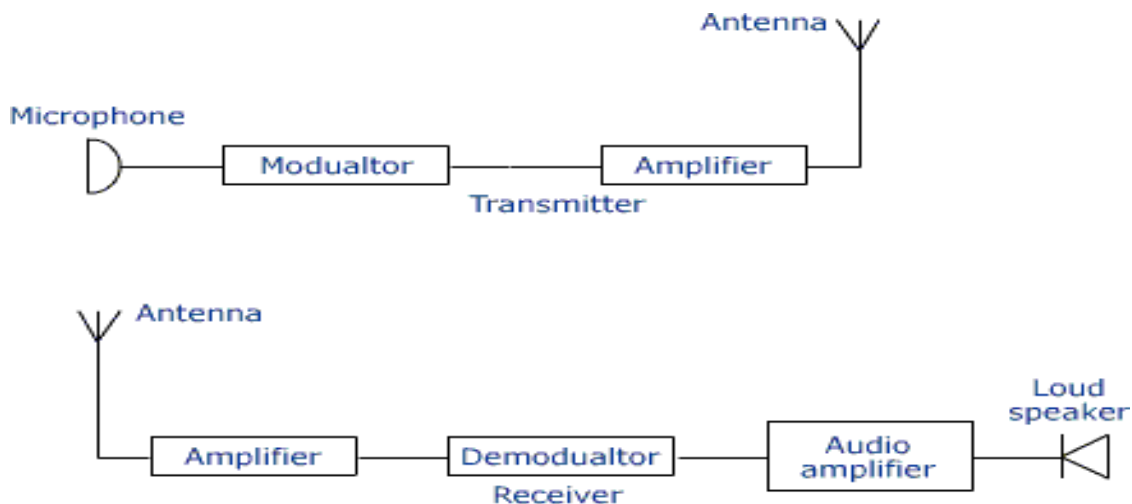 Antenna
Microphone
Modualtor
Amplifier
Transmitter
Antenna
Loud
speaker
Amplifier
Demodualtor
Audio
amplifier
Receiver